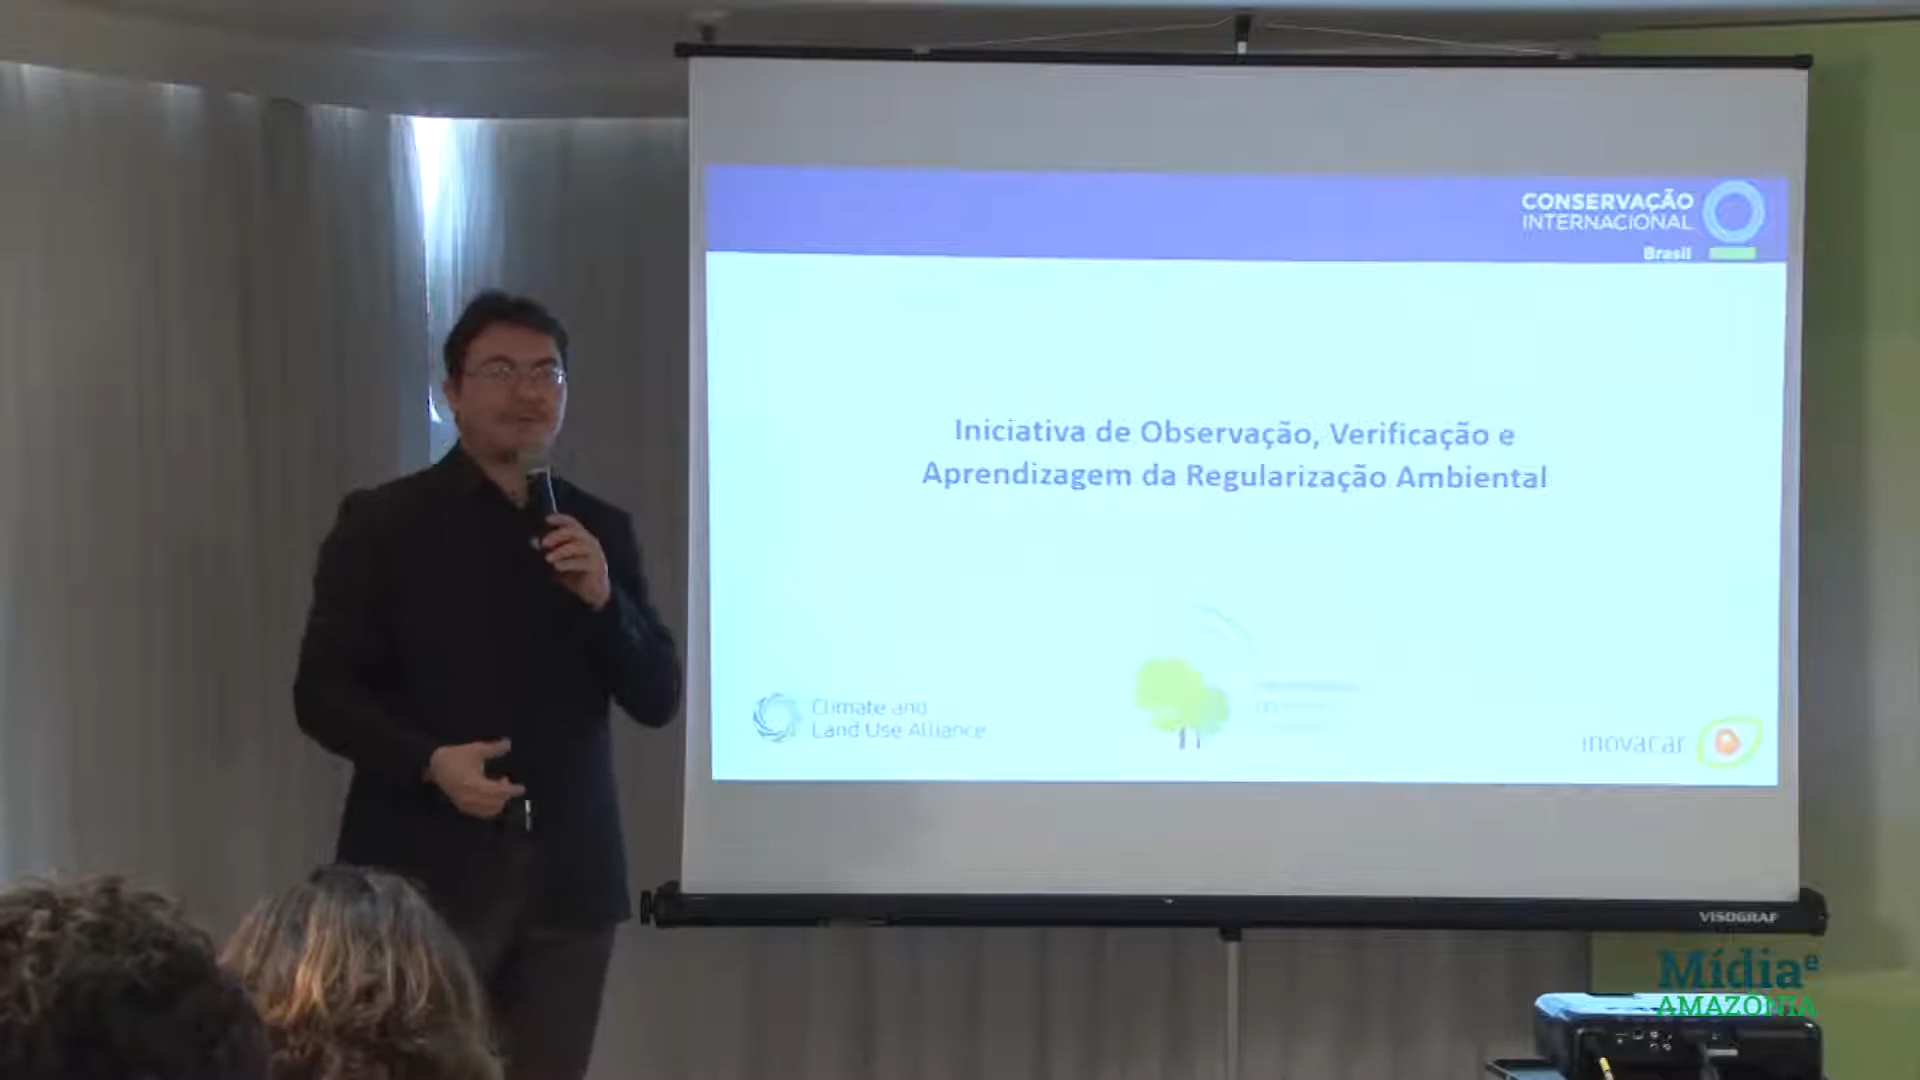 CONSERVAÇÃO
INTERNACIONAL
Brasil
Iniciativa de Observação, Verificação e
Aprendizagem da Regularização Ambiental
Climate and
Land Use Alliance
inovacar
VISOGRAF
Mídia e
AMAZÔNIA